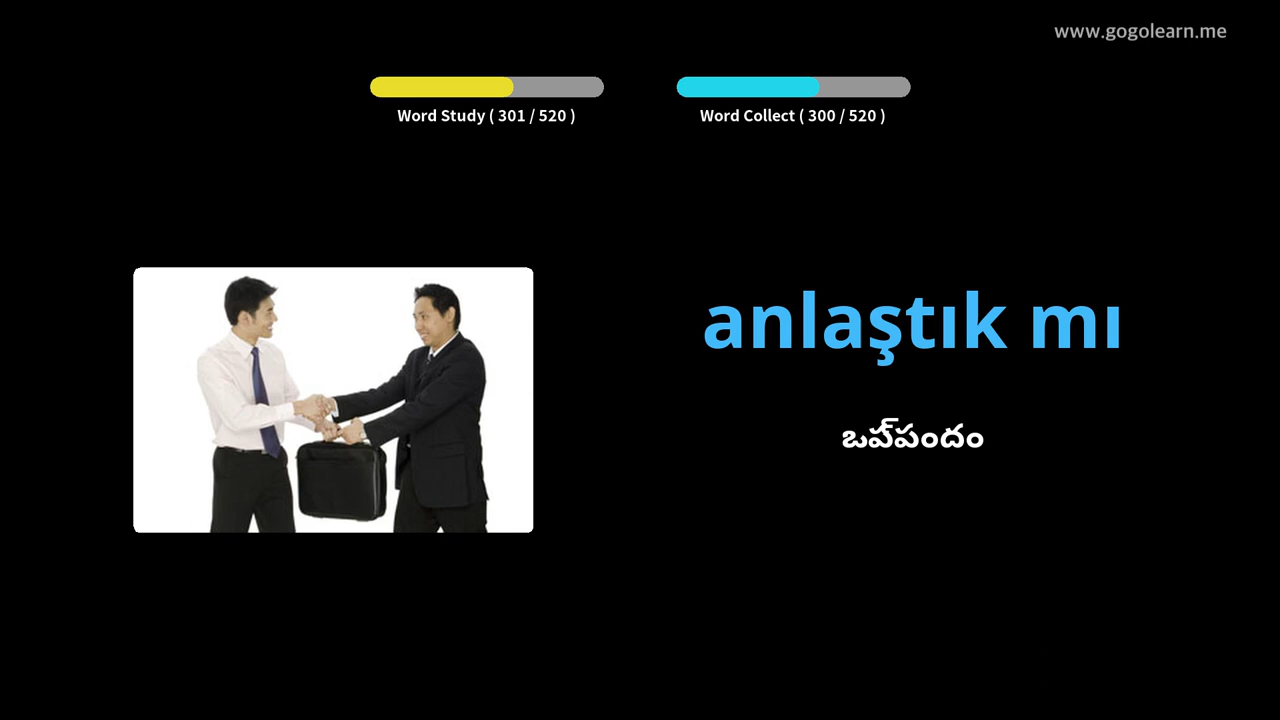 www.gogolearn.me
Word Study ( 301 / 520 )
Word Collect ( 300 / 520 )
anlaştık mı
ఒప్పందం